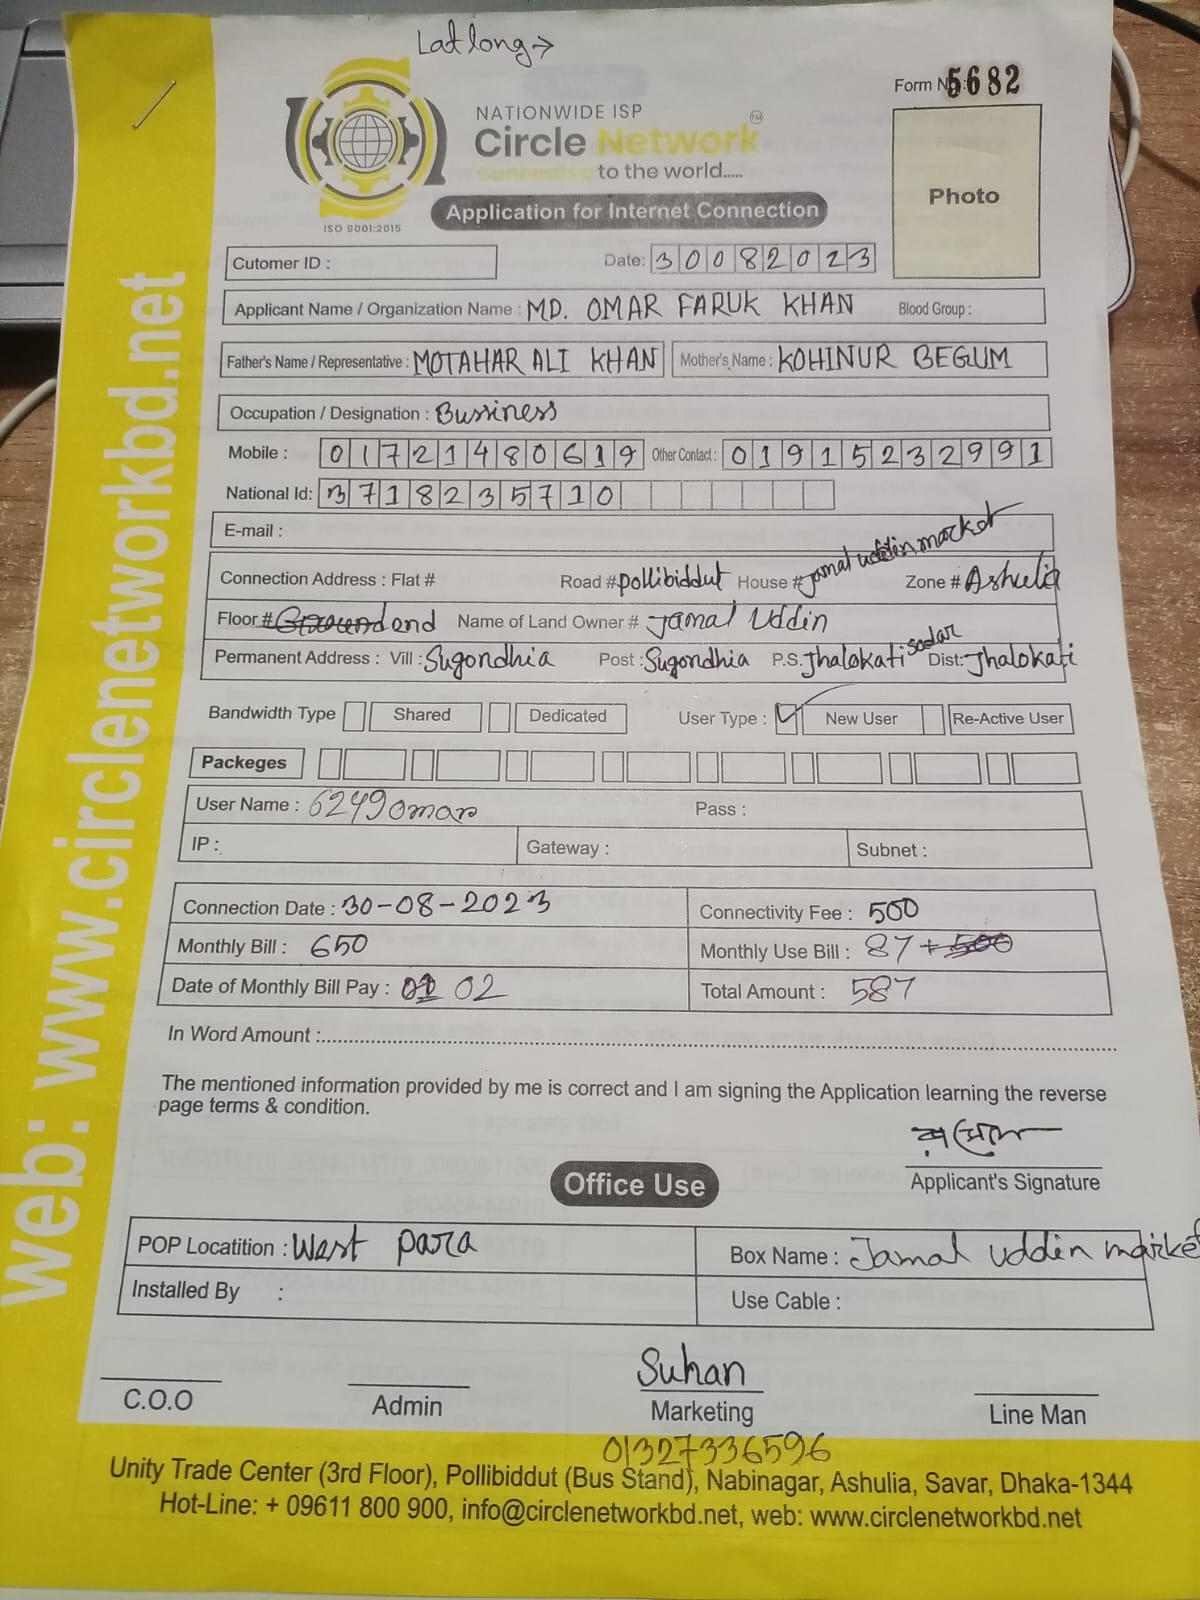 Lat long →
Form No 5682
NATIONWIDE ISP
Circle Network TM
to the world.....
Application for Internet Connection
Photo
ISO 9001:2015
Cutomer ID :
Date: 30082023
Applicant Name / Organization Name : MD. OMAR FARUK KHAN Blood Group :
Father's Name / Representative : MOTAHAR ALI KHAN Mother's Name : KOHINUR BEGUM
Occupation / Designation : Bussiness
Mobile : 01721480619 Other Contact : 01915232991
National Id: 3718235710
E-mail :
Connection Address : Flat # Road # pollibiddut House # jamal uddin market Zone # Ashulia
Floor # end Name of Land Owner # Jamal Uddin
Permanent Address : Vill : Sugondhia Post : Sugondhia P.S. Jhalokati sadar Dist: Jhalokati
Bandwidth Type Shared Dedicated User Type : ✓ New User Re-Active User
Packeges
User Name : 6249omar Pass :
IP : Gateway : Subnet :
Connection Date : 30-08-2023 Connectivity Fee : 500
Monthly Bill : 650 Monthly Use Bill : 87 + 500
Date of Monthly Bill Pay : 02 Total Amount : 587
In Word Amount :
The mentioned information provided by me is correct and I am signing the Application learning the reverse
page terms & condition.
Applicant's Signature
Office Use
POP Locatition : West para Box Name : Jamal uddin market
Installed By : Use Cable :
Suhan
C.O.O Admin Marketing Line Man
01327336596
Unity Trade Center (3rd Floor), Pollibiddut (Bus Stand), Nabinagar, Ashulia, Savar, Dhaka-1344
Hot-Line: + 09611 800 900, info@circlenetworkbd.net, web: www.circlenetworkbd.net
web: www.circlenetworkbd.net